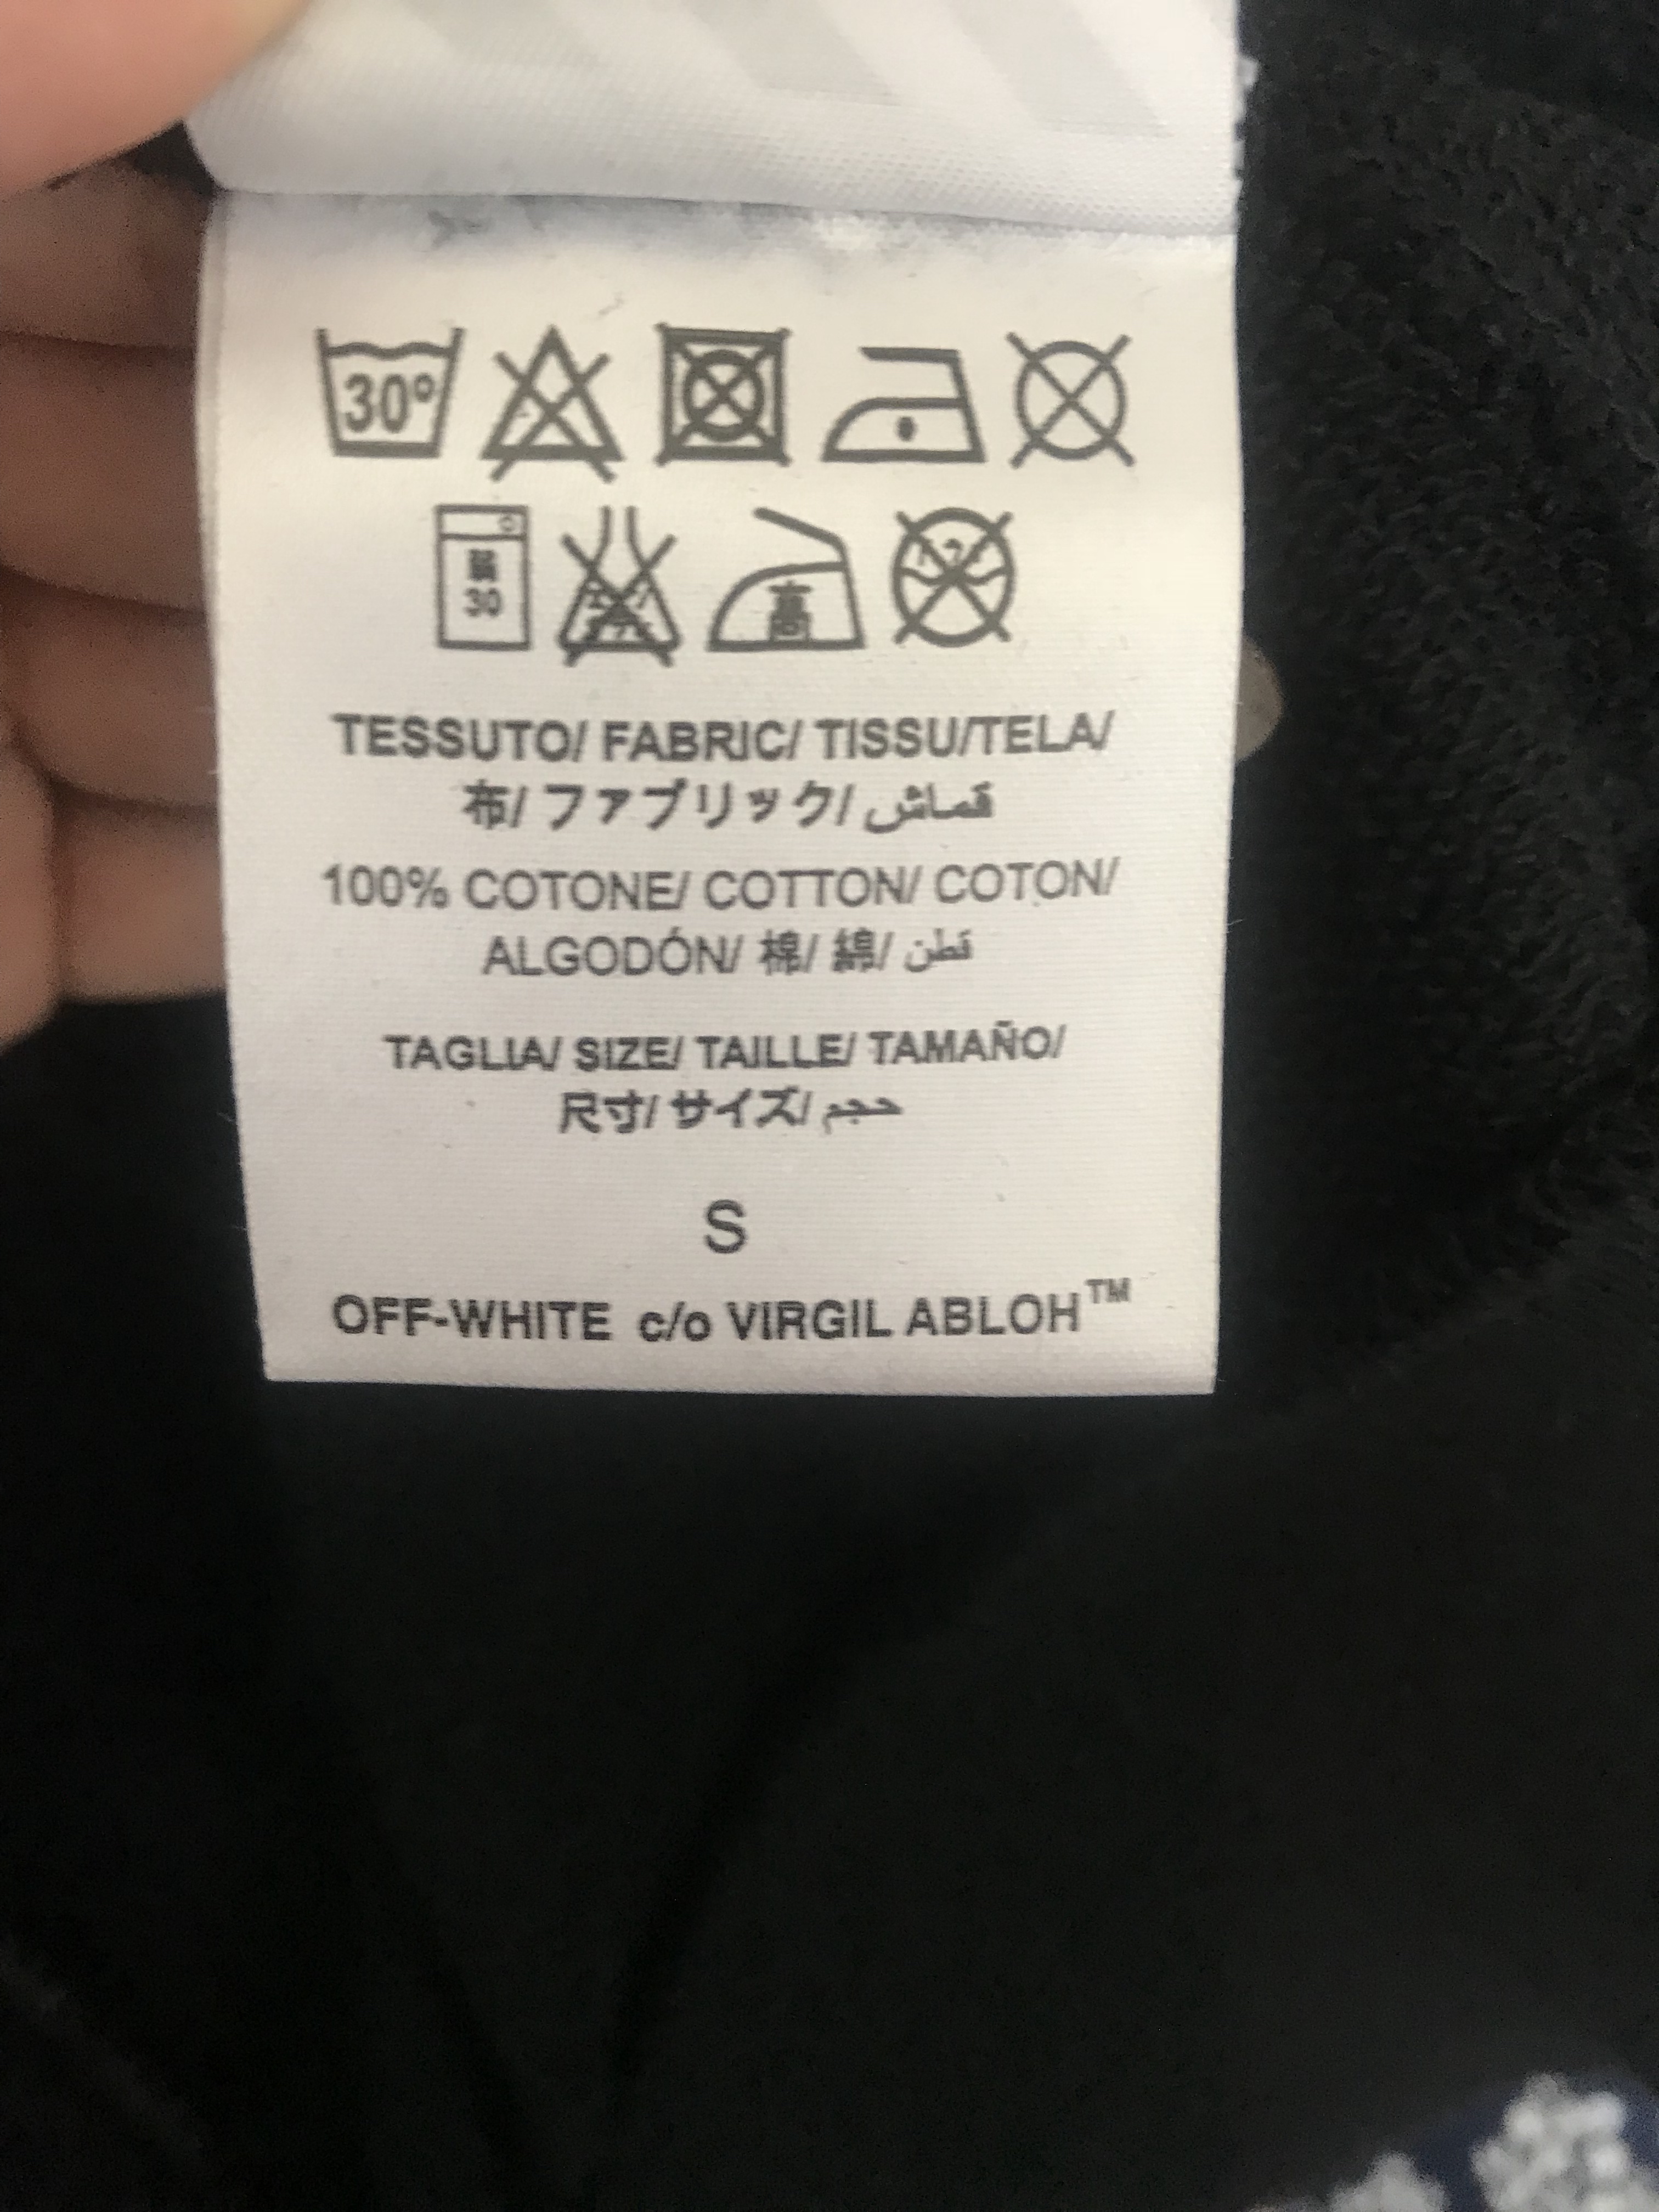 30°
30
高
TESSUTO/ FABRIC/ TISSU/TELA/
布/ ファブリック/ قماش
100% COTONE/ COTTON/ COTON/
ALGODÓN/ 棉/ 綿/ قطن
TAGLIA/ SIZE/ TAILLE/ TAMAÑO/
尺寸/ サイズ/ حجم
S
OFF-WHITE c/o VIRGIL ABLOH™